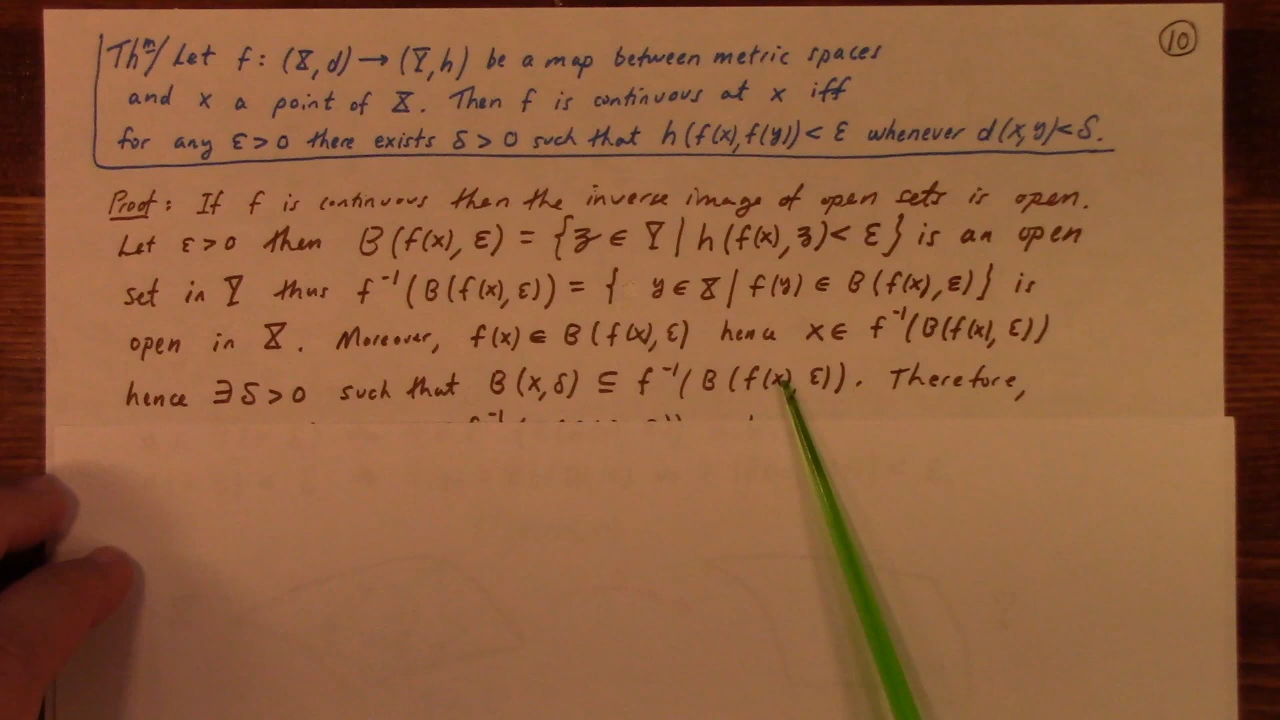 10
Thm/ Let f: (X, d) → (Y, h) be a map between metric spaces
and x a point of X. Then f is continuous at x iff
for any ε > 0 there exists δ > 0 such that h(f(x), f(y)) < ε whenever d(x, y) < δ.
Proof: If f is continuous then the inverse image of open sets is open.
Let ε > 0 then B(f(x), ε) = {z ∈ Y | h(f(x), z) < ε} is an open
set in Y thus f⁻¹(B(f(x), ε)) = { y ∈ X | f(y) ∈ B(f(x), ε)} is
open in X. Moreover, f(x) ∈ B(f(x), ε) hence x ∈ f⁻¹(B(f(x), ε))
hence ∃ δ > 0 such that B(x, δ) ⊆ f⁻¹(B(f(x), ε)). Therefore,